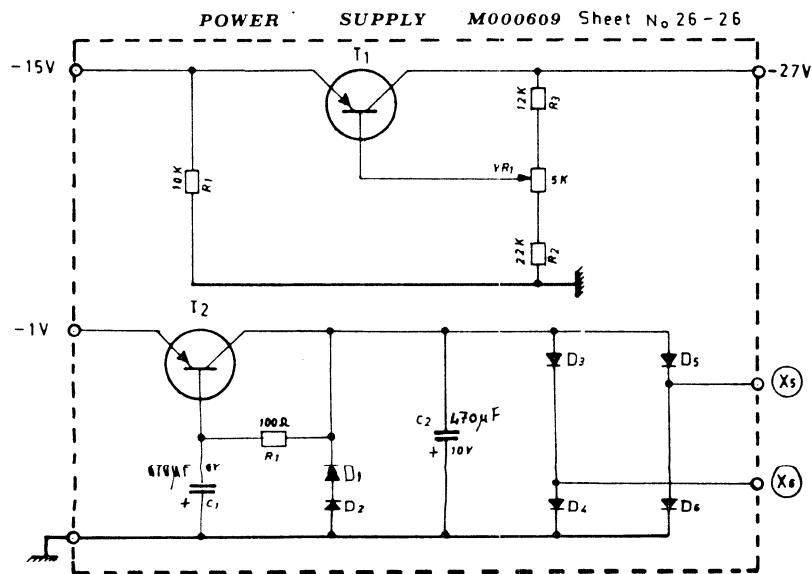 POWER SUPPLY M000609 Sheet No 26-26
T1
-15V
-27V
12K R3
10K R1
VR1 5K
22K R2
T2
-1V
D3 D5
X5
C2 470µF
100Ω
+ 10V
R1
6V
D1
X6
+ C1
D2
D4 D6